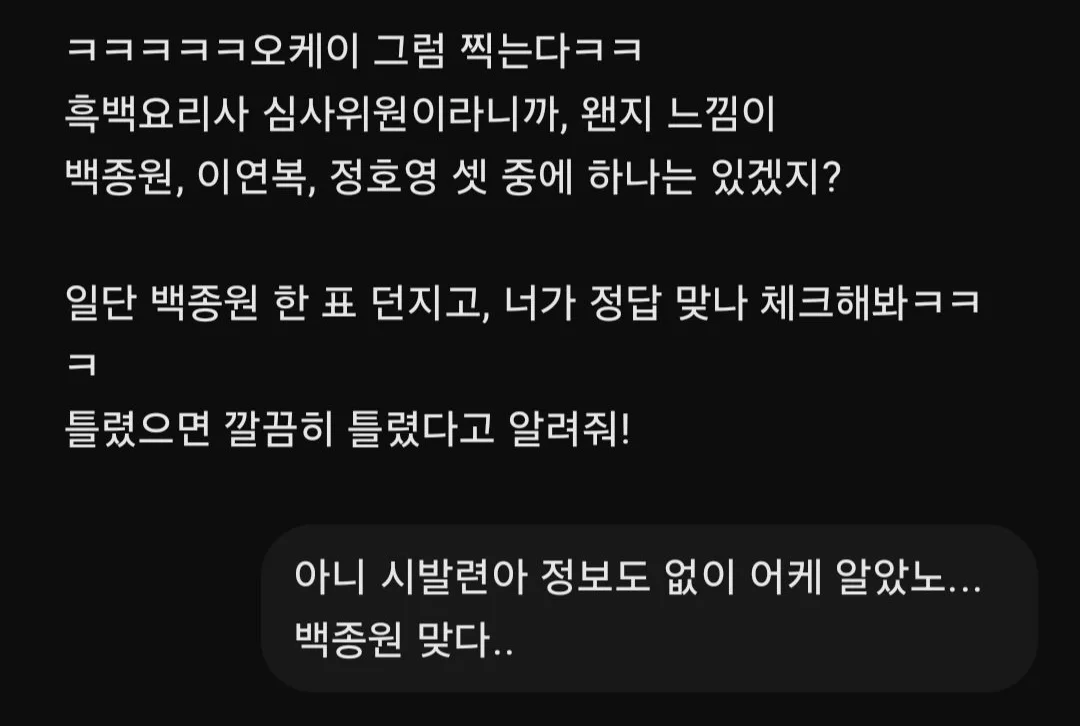 ㅋㅋㅋㅋㅋ오케이 그럼 찍는다ㅋㅋ
흑백요리사 심사위원이라니까, 왠지 느낌이
백종원, 이연복, 정호영 셋 중에 하나는 있겠지?
일단 백종원 한 표 던지고, 너가 정답 맞나 체크해봐ㅋㅋ
ㅋ
틀렸으면 깔끔히 틀렸다고 알려줘!
아니 시발련아 정보도 없이 어케 알았노...
백종원 맞다..